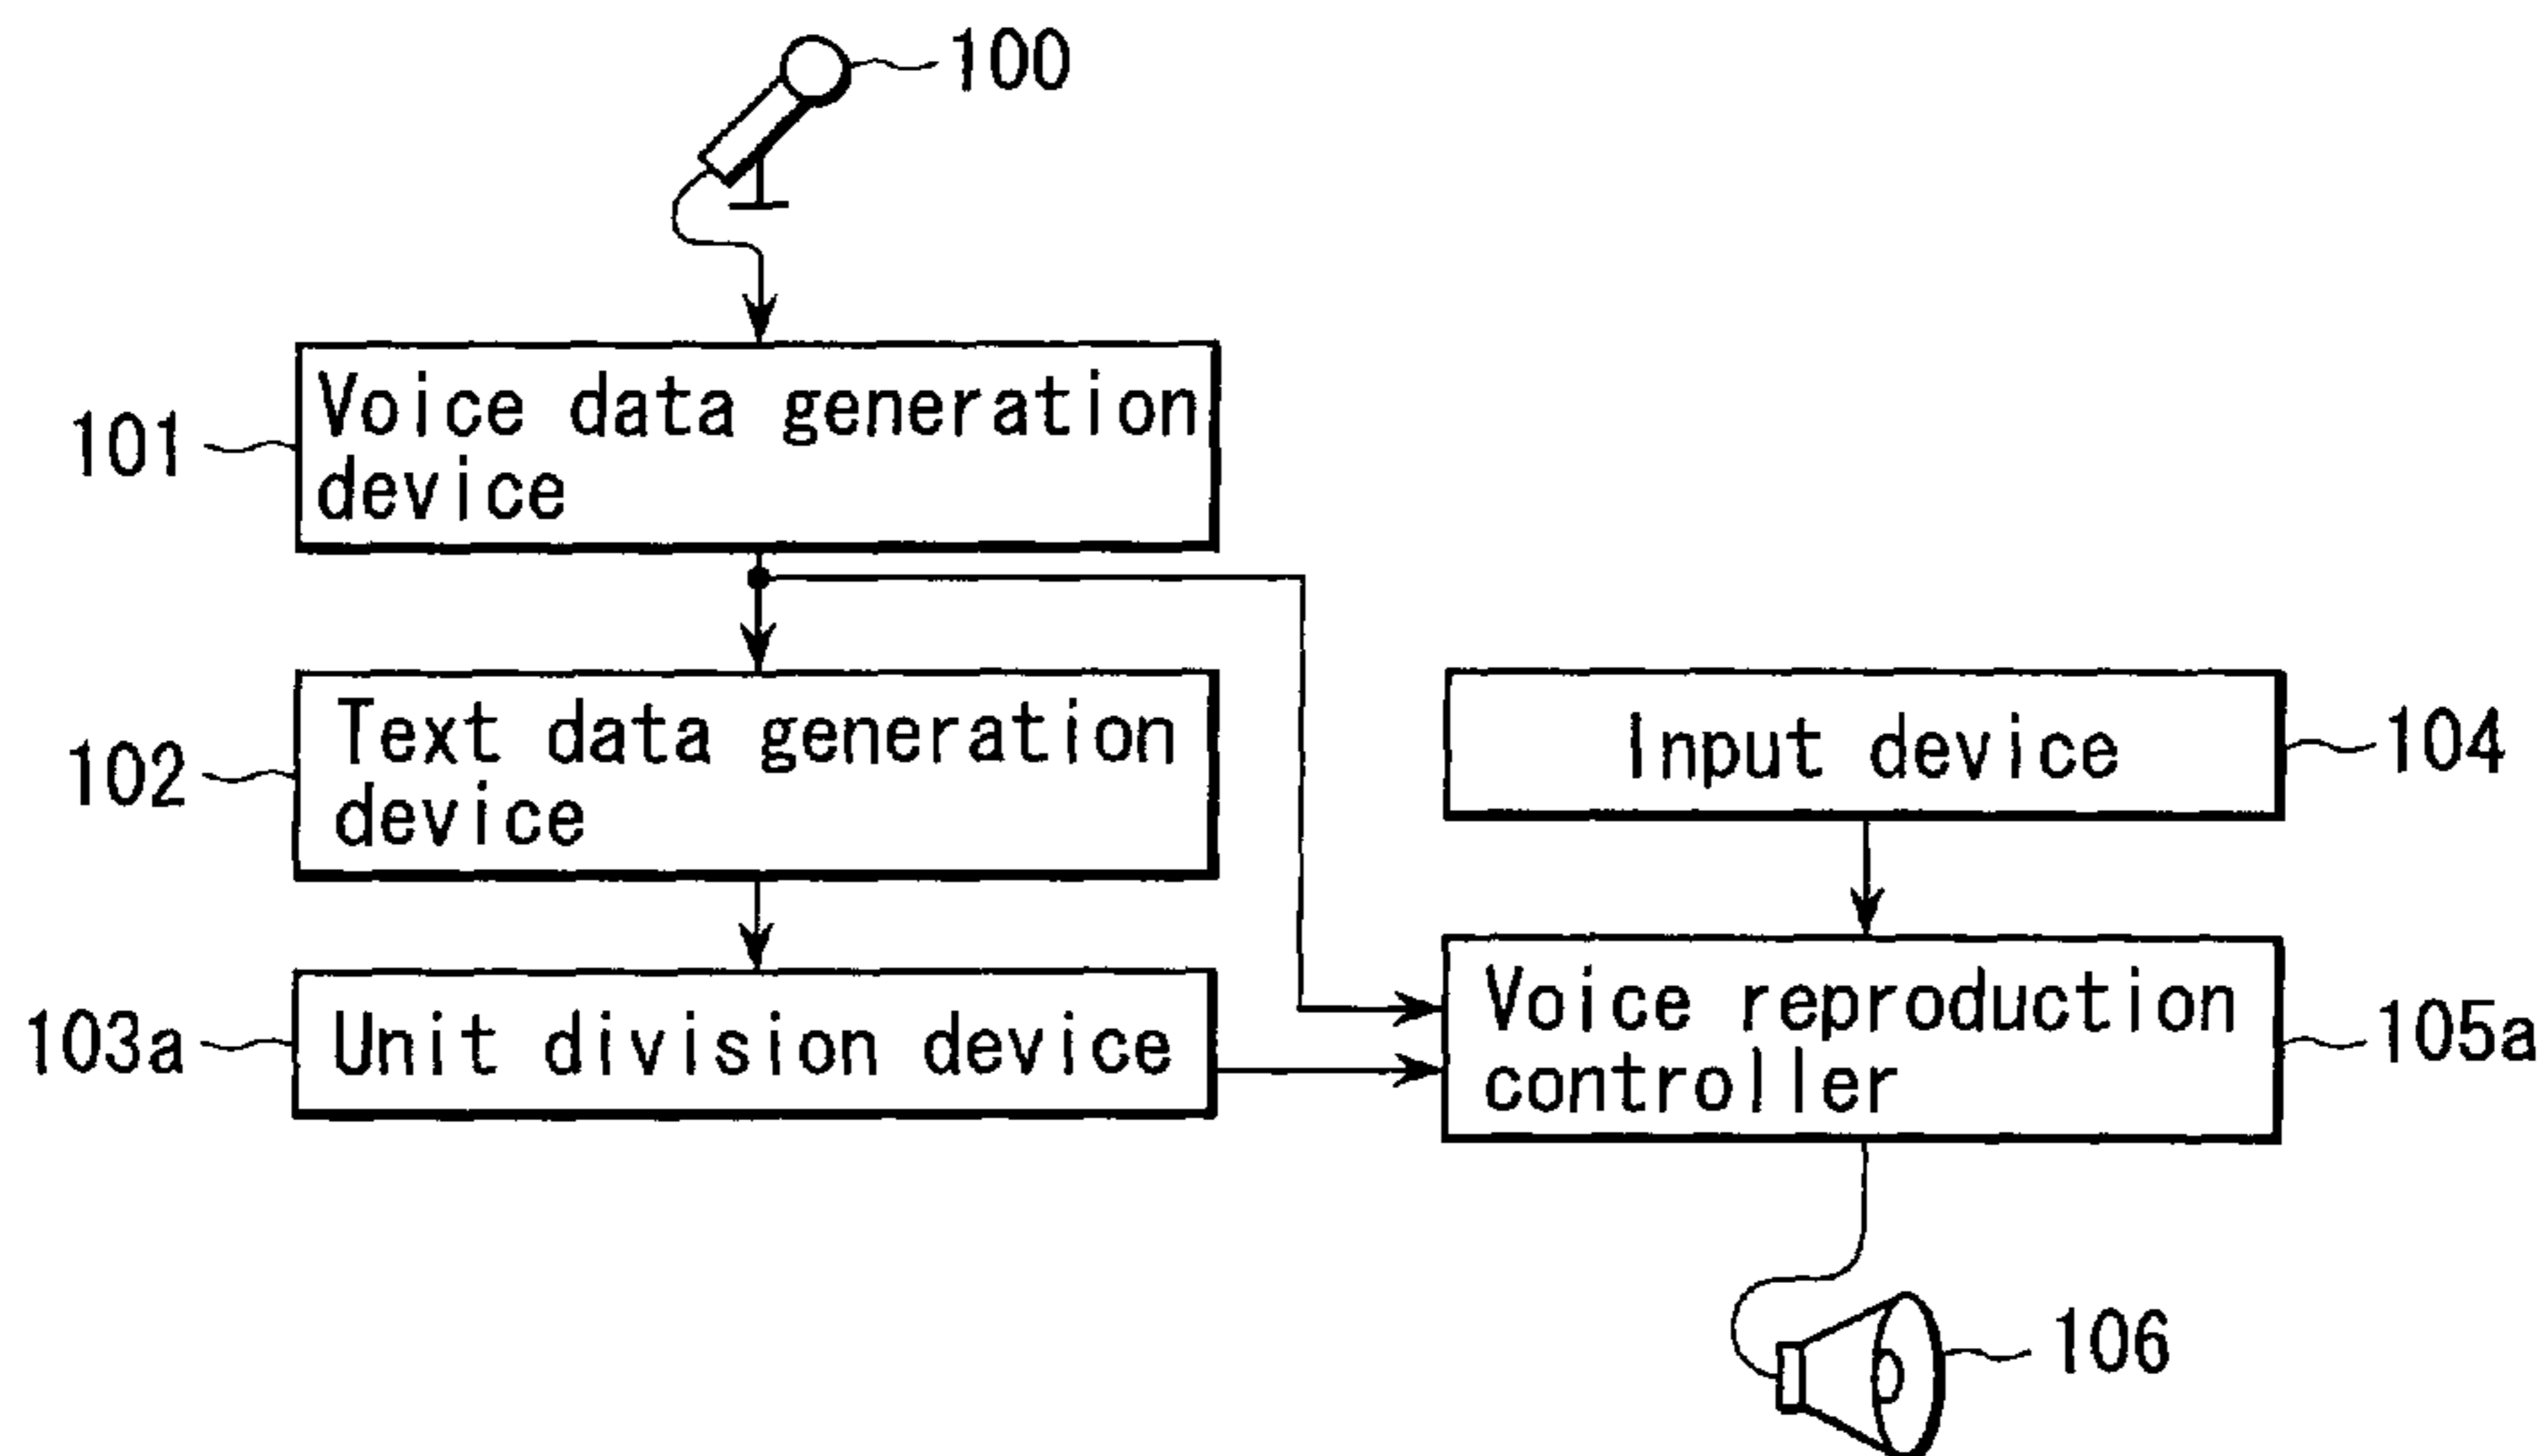 100
101
Voice data generation
device
102
Text data generation
device
Input device
104
103a
Unit division device
Voice reproduction
controller
105a
106